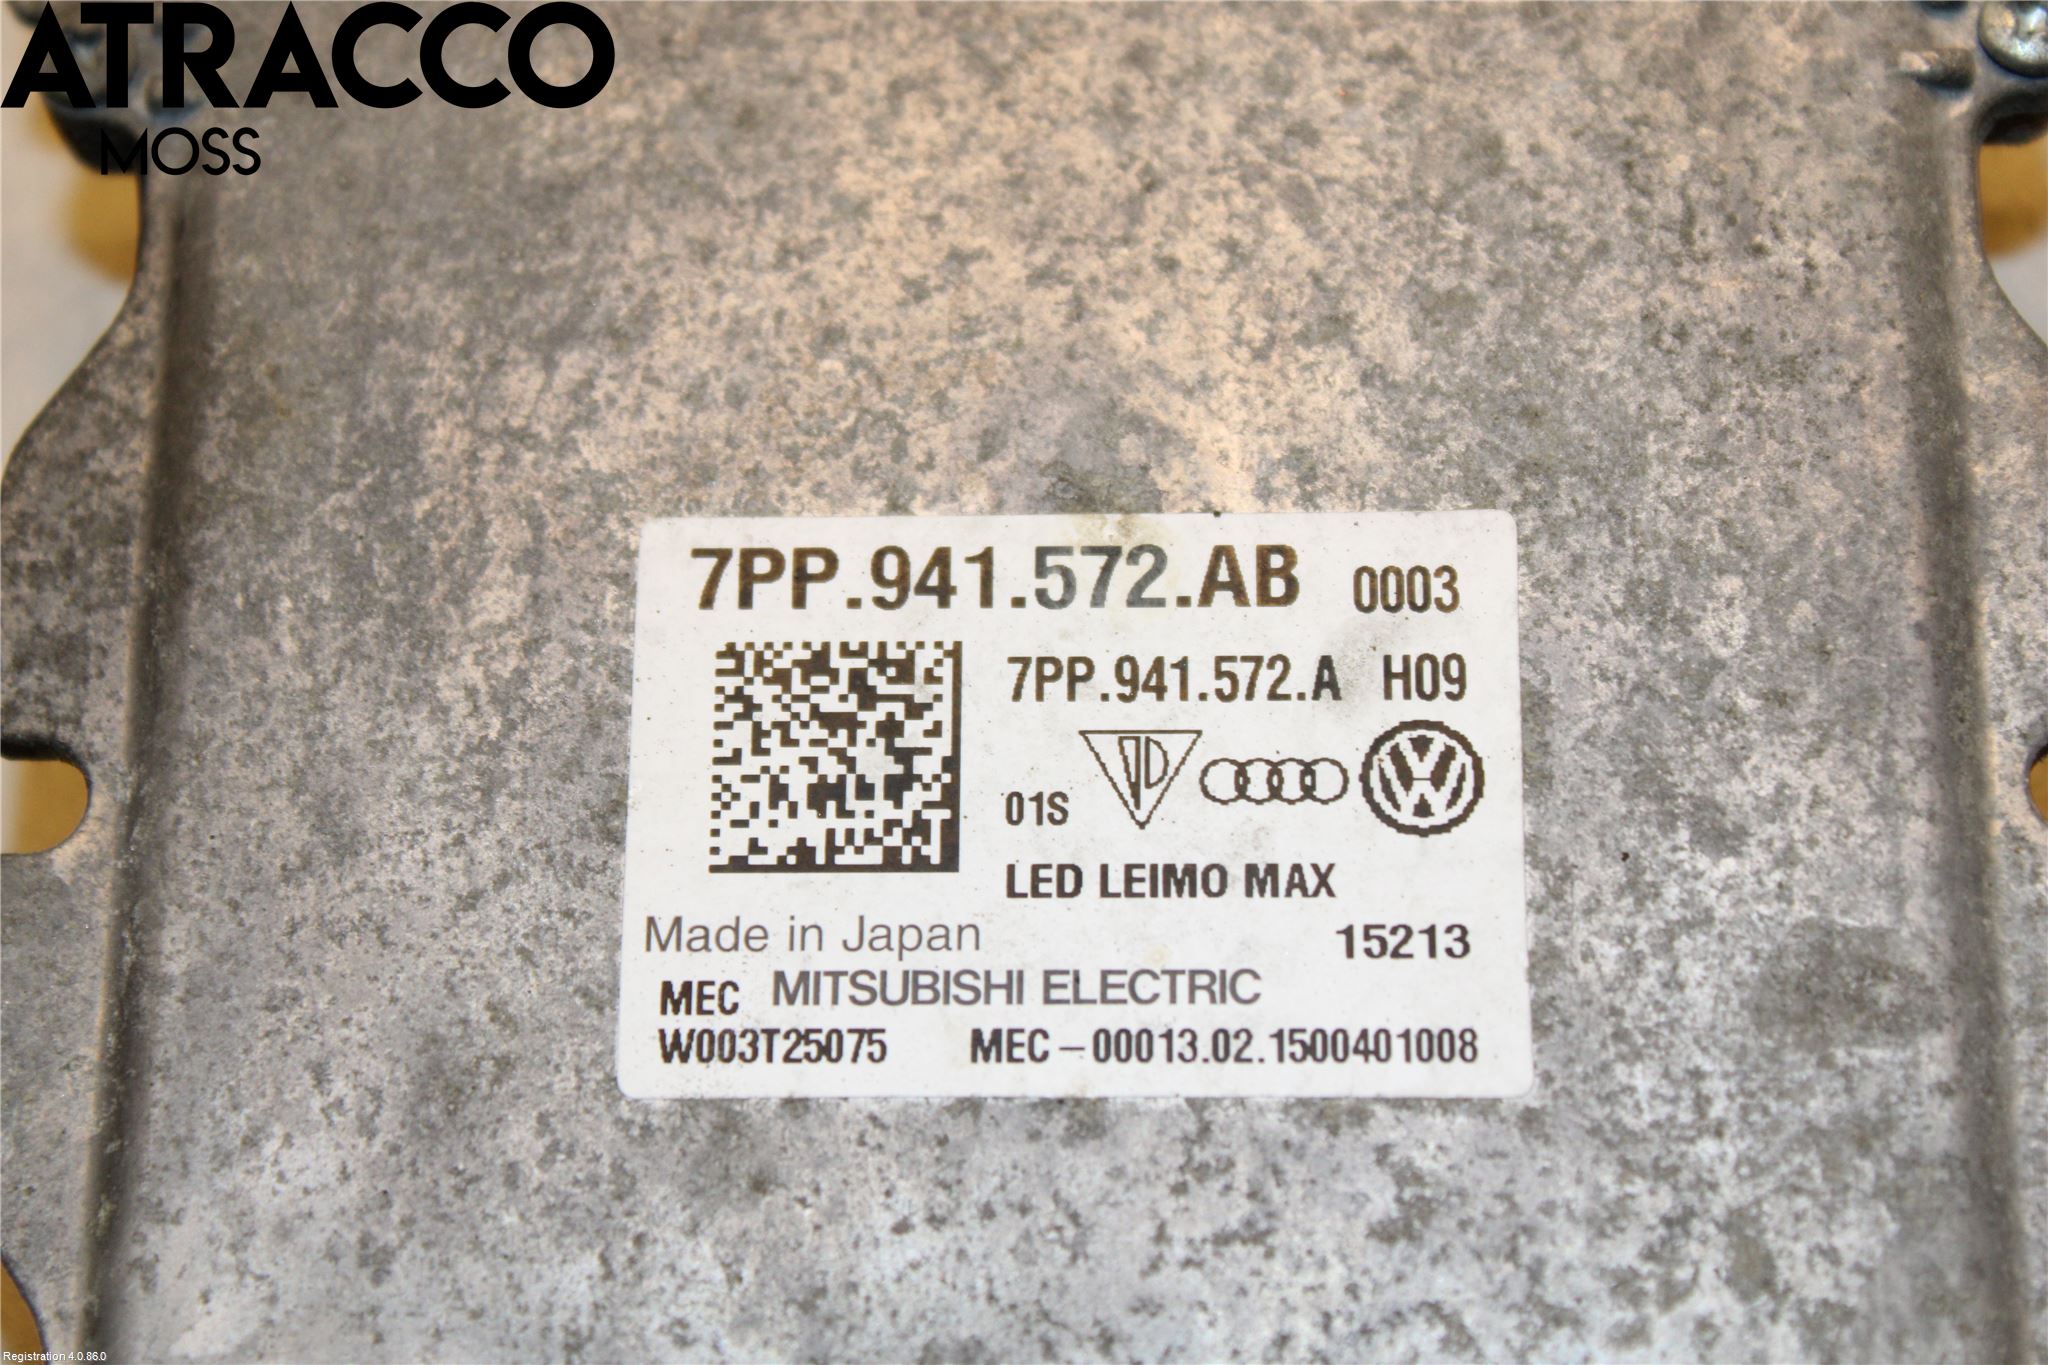 ATRACCO
MOSS
7PP.941.572.AB 0003
7PP.941.572.A H09
01S
LED LEIMO MAX
Made in Japan 15213
MEC MITSUBISHI ELECTRIC
W003T25075 MEC-00013.02.1500401008
Registration 4.0.86.0